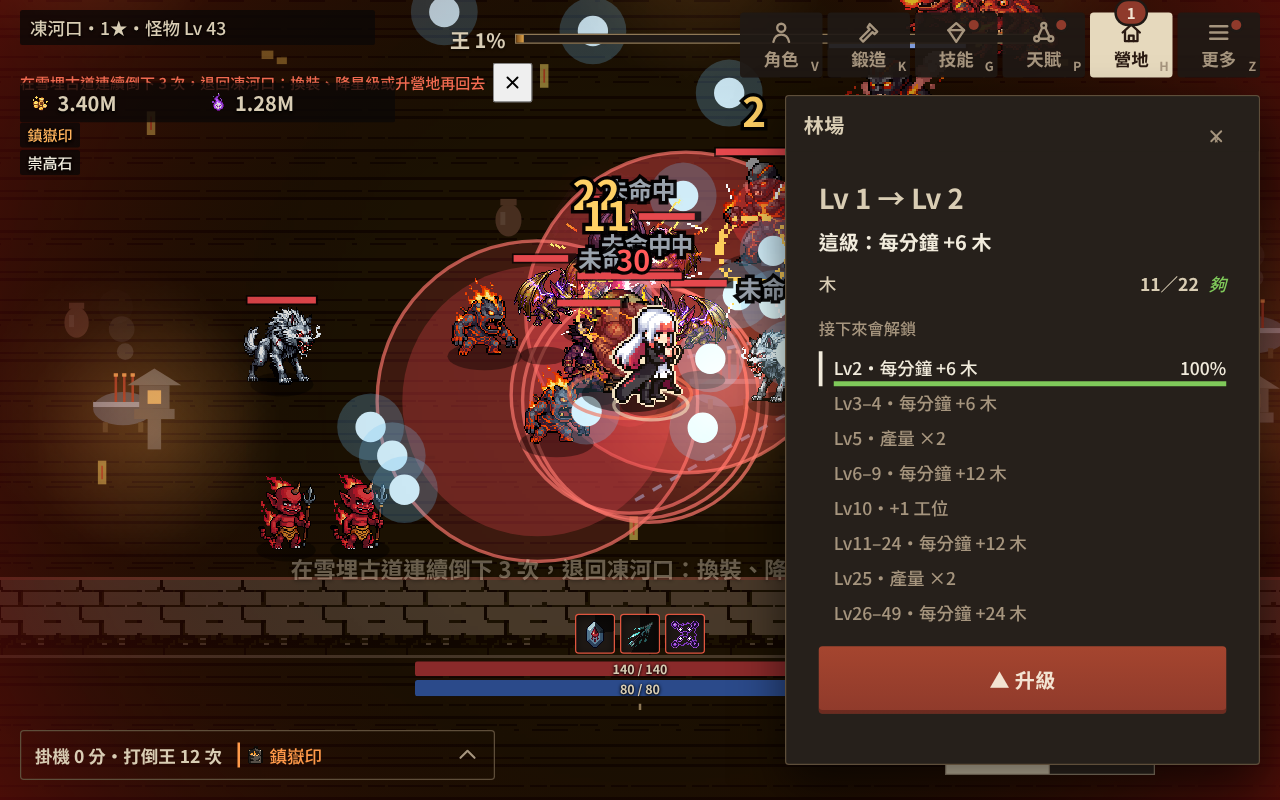 凍河口・1★・怪物 Lv 43
王 1%
角色 V
鍛造 K
技能 G
天賦 P
1
營地 H
更多 Z
在雪埋古道連續倒下 3 次，退回凍河口：換裝、降星級或升營地再回去
3.40M
1.28M
鎮嶽印
崇高石
2
22
11
未命中
30
未命
林場
Lv 1 → Lv 2
這級：每分鐘 +6 木
木
11／22 夠
接下來會解鎖
Lv2・每分鐘 +6 木
100%
Lv3–4・每分鐘 +6 木
Lv5・產量 ×2
Lv6–9・每分鐘 +12 木
Lv10・+1 工位
Lv11–24・每分鐘 +12 木
Lv25・產量 ×2
Lv26–49・每分鐘 +24 木
▲ 升級
在雪埋古道連續倒下 3 次，退回凍河口：換裝、降
140 / 140
80 / 80
掛機 0 分・打倒王 12 次
鎮嶽印